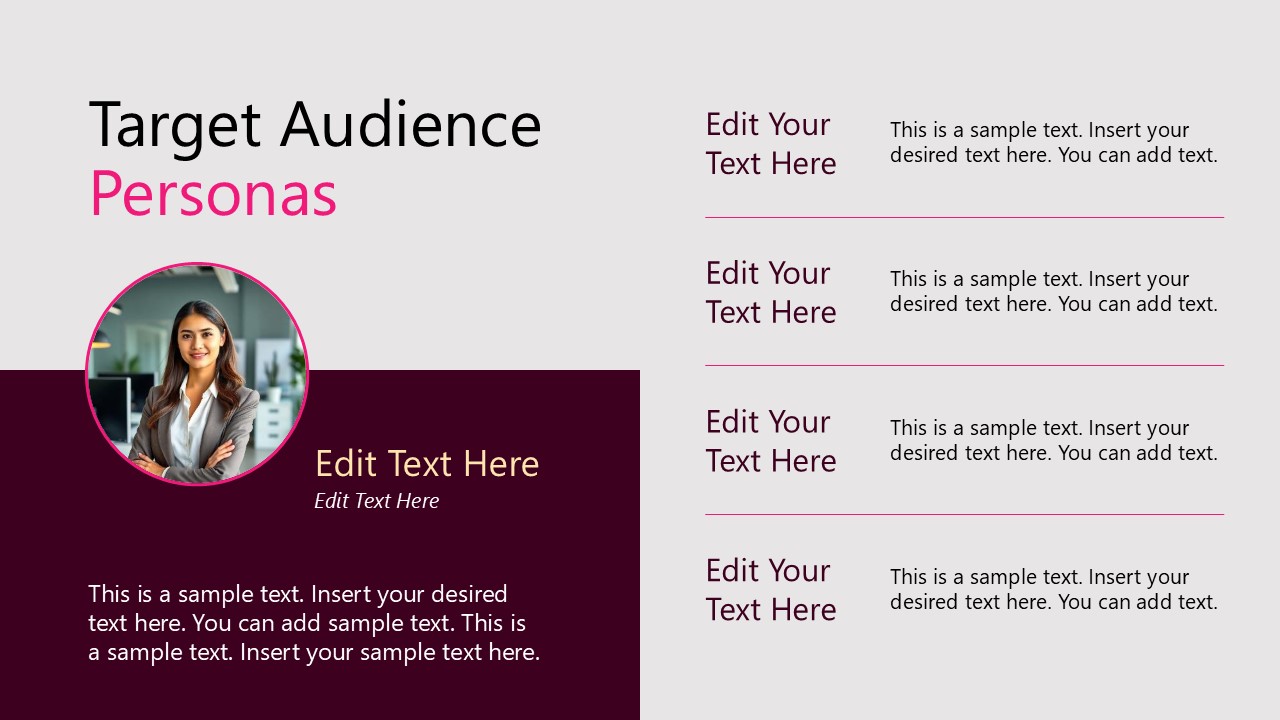 Target Audience
Personas
Edit Text Here
Edit Text Here
This is a sample text. Insert your desired
text here. You can add sample text. This is
a sample text. Insert your sample text here.
Edit Your
Text Here
This is a sample text. Insert your
desired text here. You can add text.
Edit Your
Text Here
This is a sample text. Insert your
desired text here. You can add text.
Edit Your
Text Here
This is a sample text. Insert your
desired text here. You can add text.
Edit Your
Text Here
This is a sample text. Insert your
desired text here. You can add text.